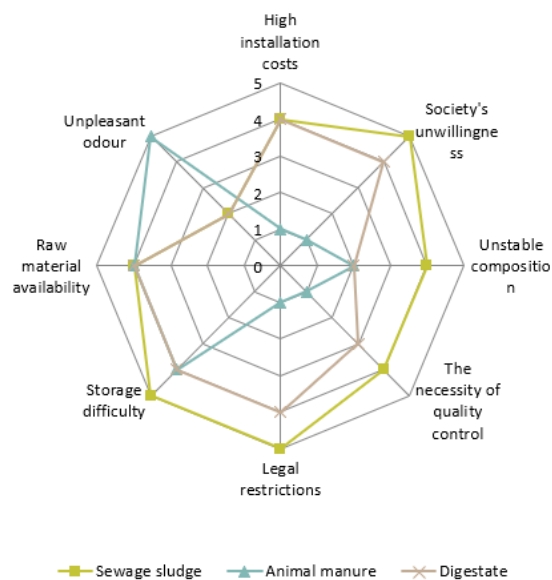 High
installation
costs
Society's
unwillingne
ss
Unstable
compositio
n
The
necessity of
quality
control
Legal
restrictions
Storage
difficulty
Raw
material
availability
Unpleasant
odour
5
4
3
2
1
0
Sewage sludge
Animal manure
Digestate